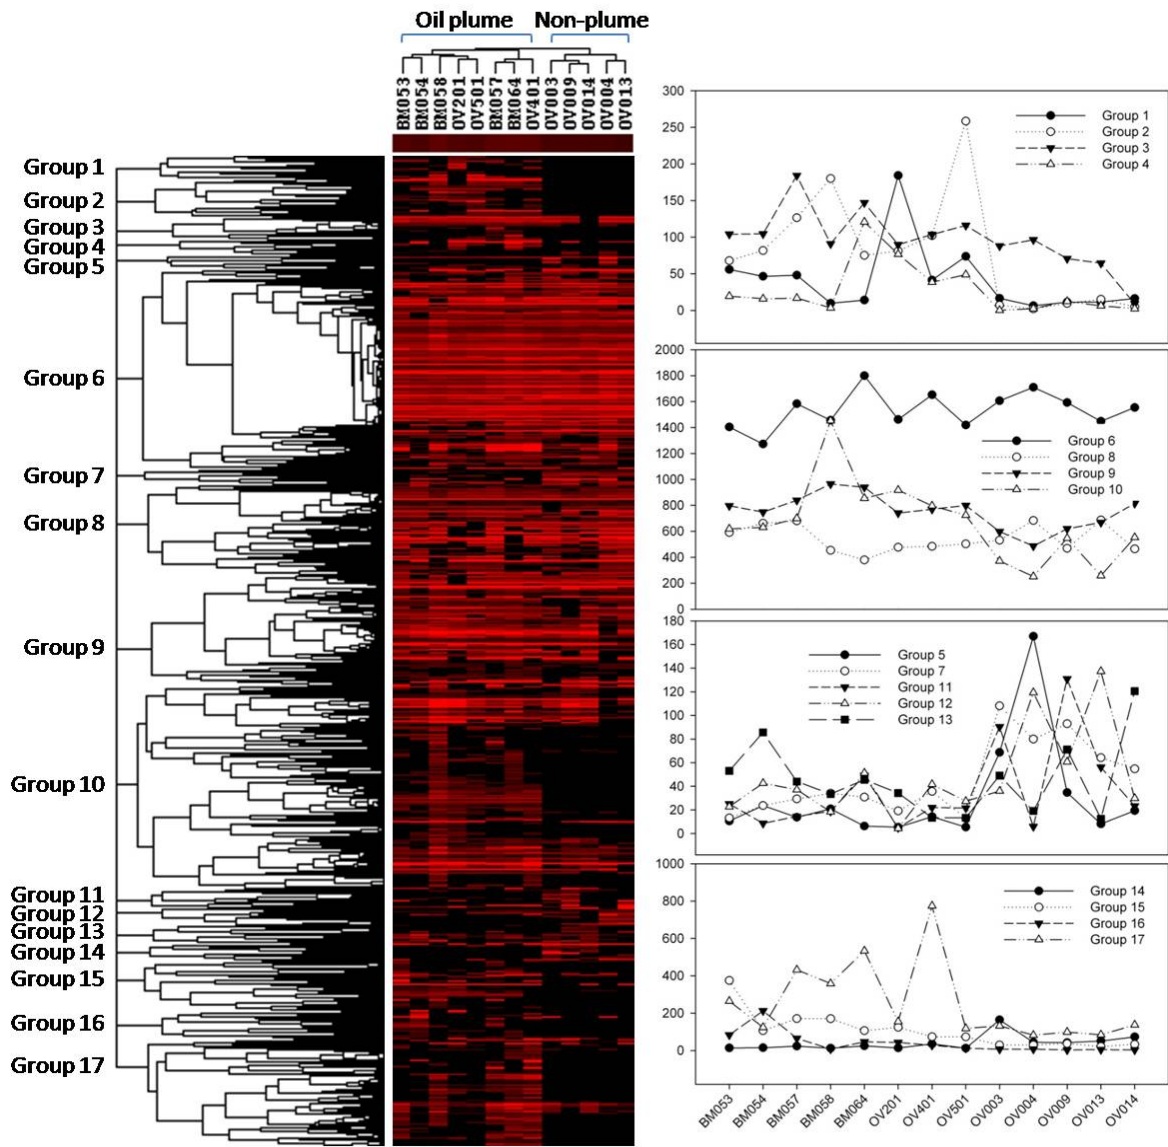 Oil plume Non-plume
BM053 BM054 BM058 OV201 OV501 BM057 BM064 OV401 OV003 OV009 OV014 OV004 OV013
Group 1
Group 2
Group 3
Group 4
Group 5
Group 6
Group 7
Group 8
Group 9
Group 10
Group 11
Group 12
Group 13
Group 14
Group 15
Group 16
Group 17
300
250
200
150
100
50
0
Group 1
Group 2
Group 3
Group 4
2000
1800
1600
1400
1200
1000
800
600
400
200
0
Group 6
Group 8
Group 9
Group 10
180
160
140
120
100
80
60
40
20
0
Group 5
Group 7
Group 11
Group 12
Group 13
1000
800
600
400
200
0
Group 14
Group 15
Group 16
Group 17
BM053 BM054 BM057 BM058 BM064 OV201 OV401 OV501 OV003 OV004 OV009 OV013 OV014